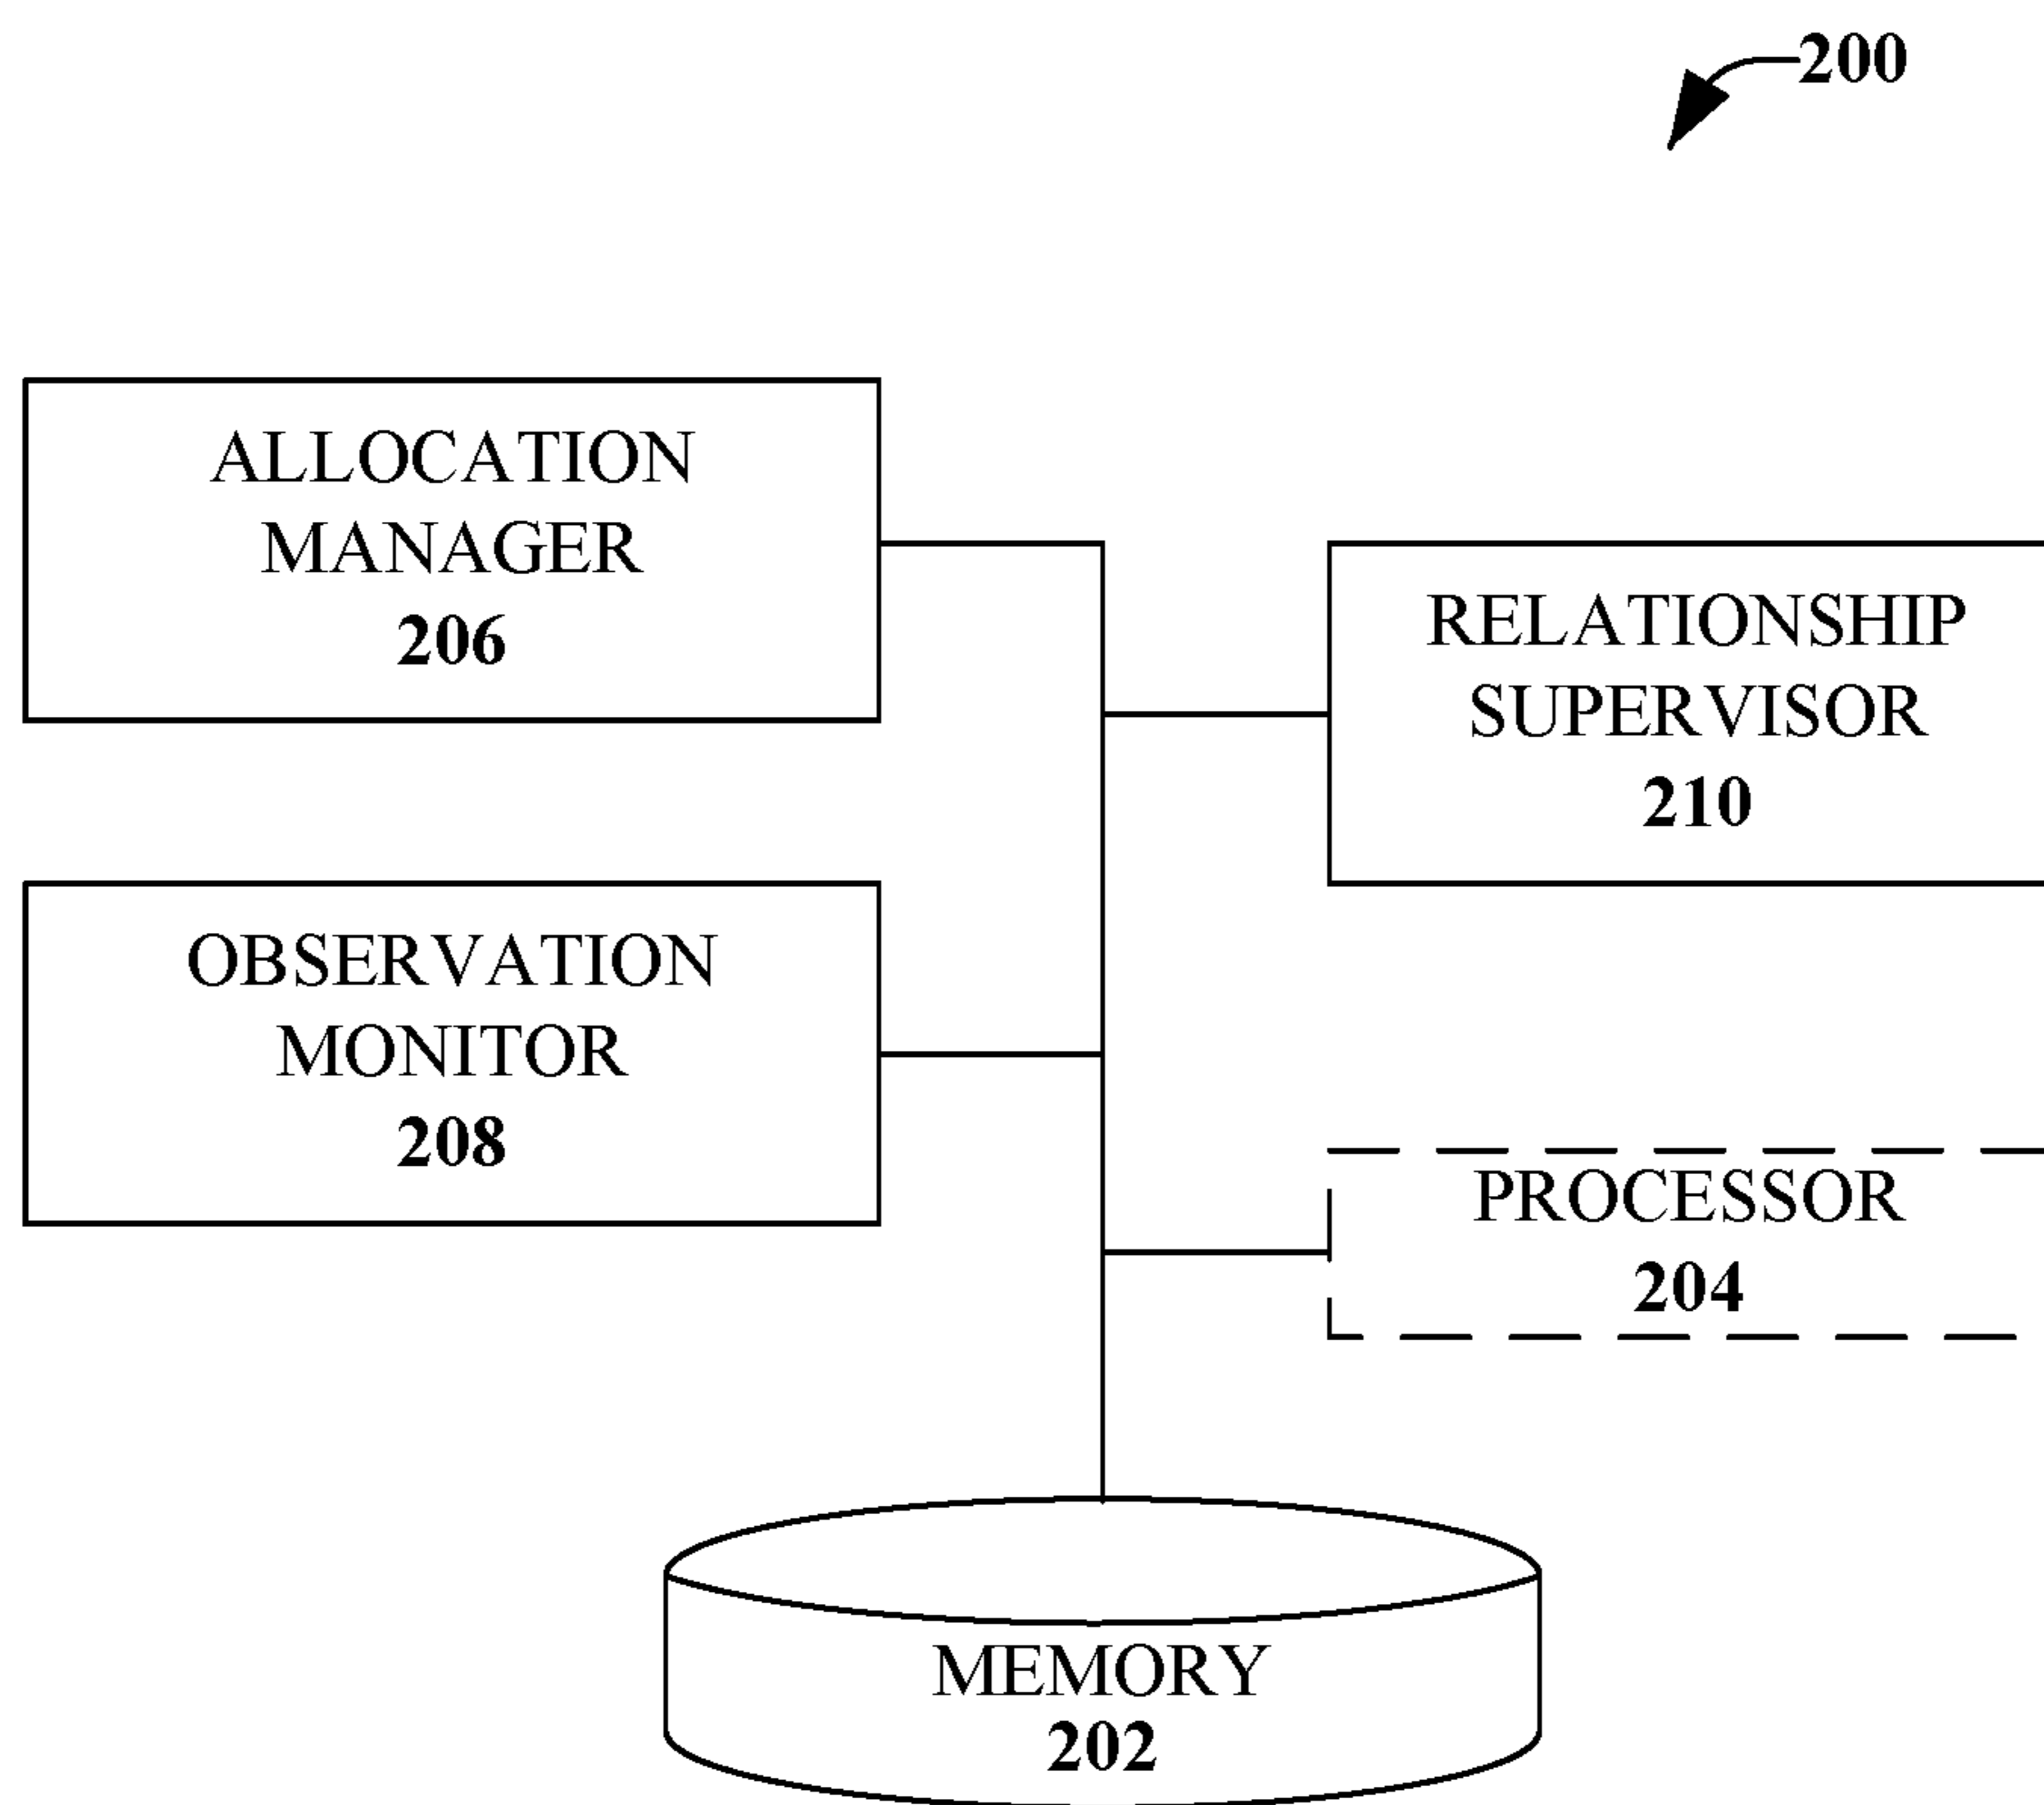 200
ALLOCATION
MANAGER
206
RELATIONSHIP
SUPERVISOR
210
OBSERVATION
MONITOR
208
PROCESSOR
204
MEMORY
202